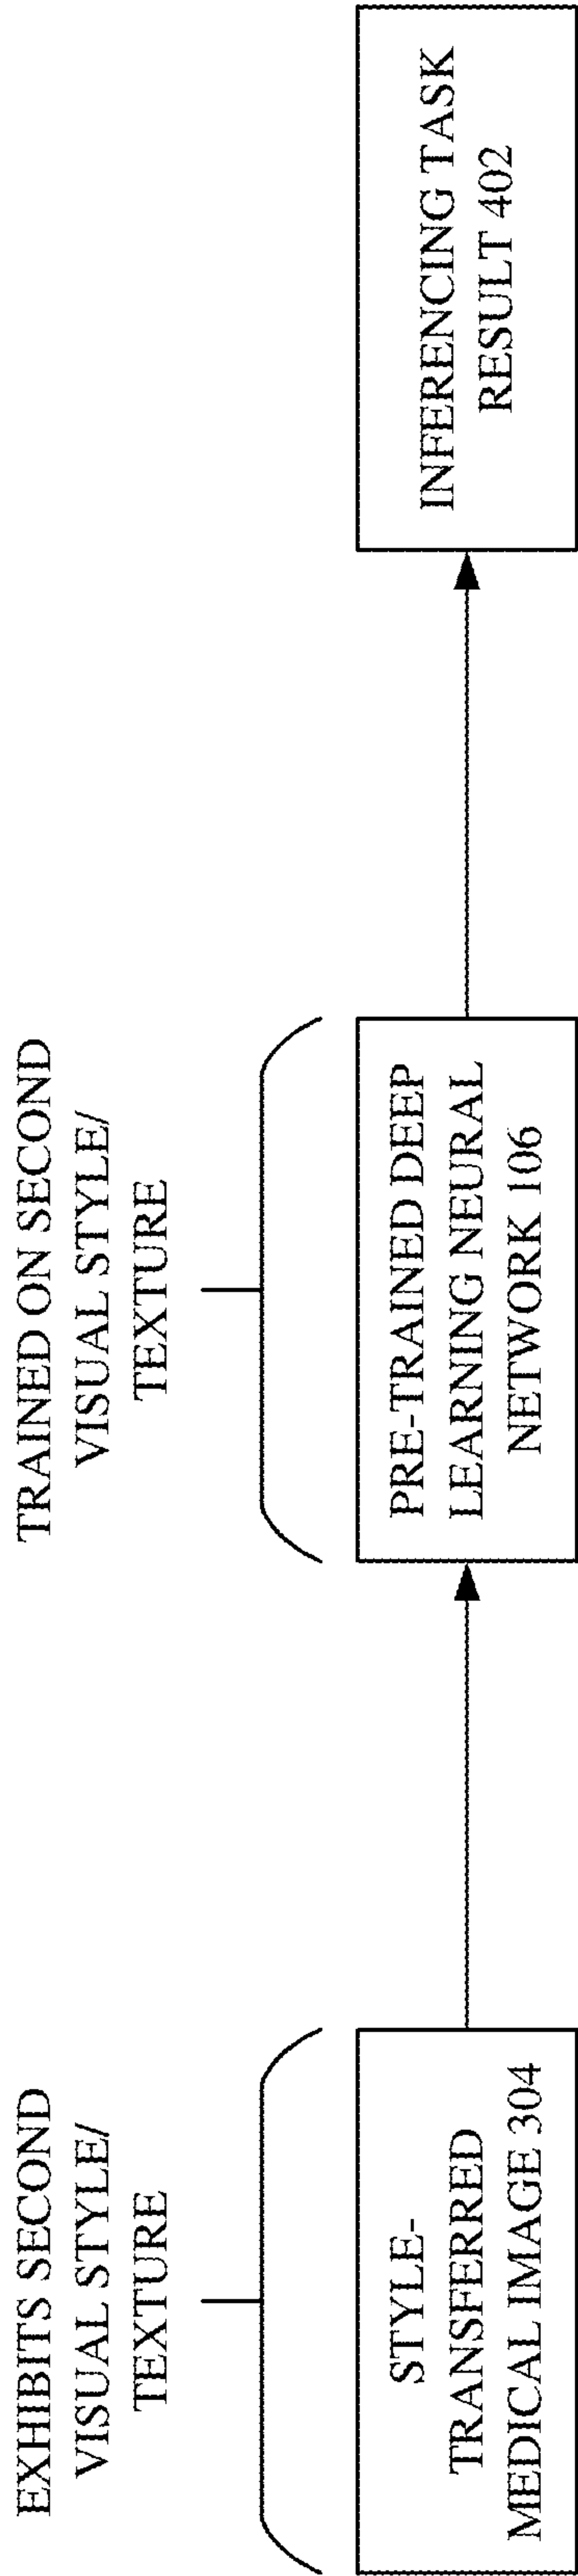 EXHIBITS SECOND
VISUAL STYLE/
TEXTURE
STYLE-
TRANSFERRED
MEDICAL IMAGE 304
TRAINED ON SECOND
VISUAL STYLE/
TEXTURE
PRE-TRAINED DEEP
LEARNING NEURAL
NETWORK 106
INFERENCING TASK
RESULT 402